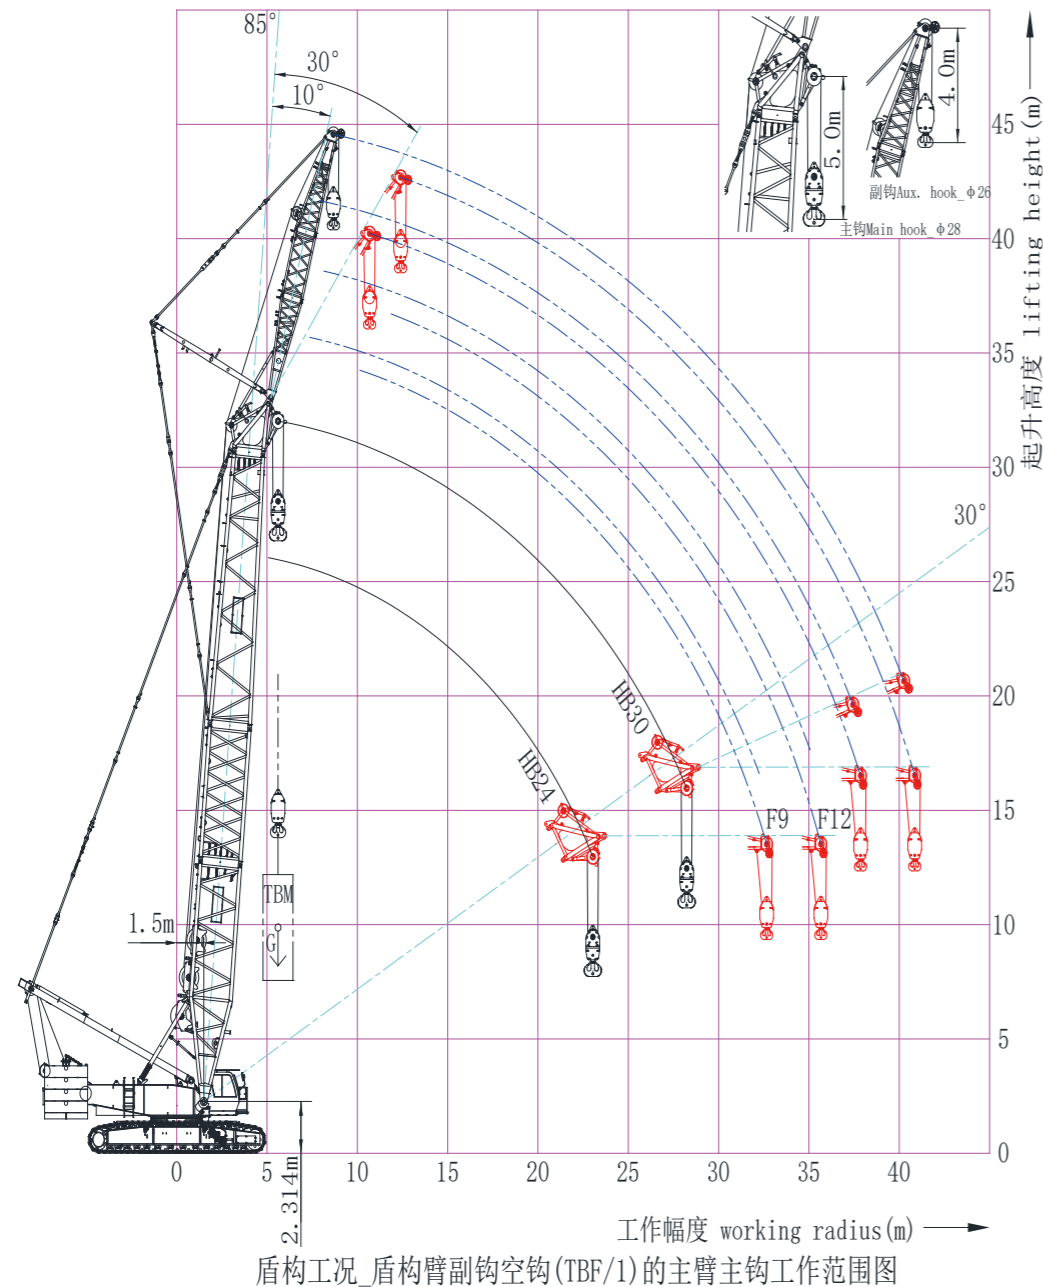 85°
30°
10°
5.0m
4.0m
副钩Aux. hook_φ26
主钩Main hook_φ28
45
40
35
30
25
20
15
10
5
0
起升高度 lifting height(m)
30°
HB30
HB24
F9
F12
TBM
G
1.5m
2.314m
0 5 10 15 20 25 30 35 40
工作幅度 working radius(m)
盾构工况_盾构臂副钩空钩(TBF/1)的主臂主钩工作范围图